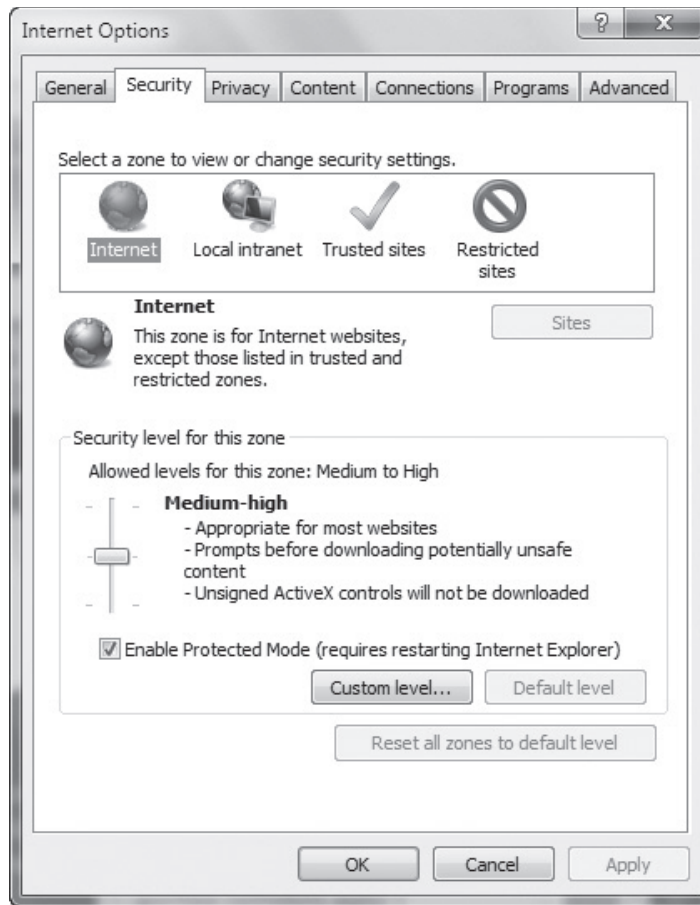 Internet Options
General Security Privacy Content Connections Programs Advanced
Select a zone to view or change security settings.
Internet Local intranet Trusted sites Restricted
sites
Internet
Sites
This zone is for Internet websites,
except those listed in trusted and
restricted zones.
Security level for this zone
Allowed levels for this zone: Medium to High
Medium-high
- Appropriate for most websites
- Prompts before downloading potentially unsafe
content
- Unsigned ActiveX controls will not be downloaded
Enable Protected Mode (requires restarting Internet Explorer)
Custom level... Default level
Reset all zones to default level
OK Cancel Apply